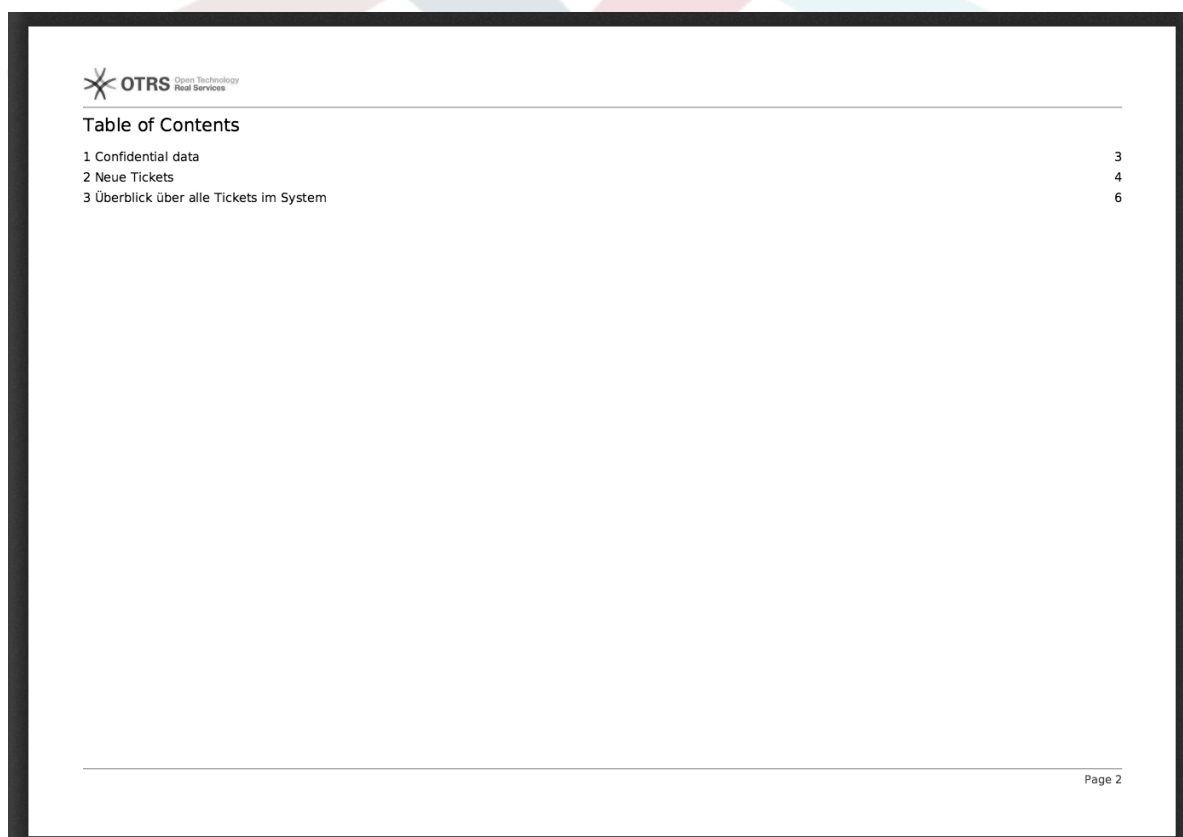 OTRS Open Technology
Real Services
Table of Contents
1 Confidential data 3
2 Neue Tickets 4
3 Überblick über alle Tickets im System 6
Page 2